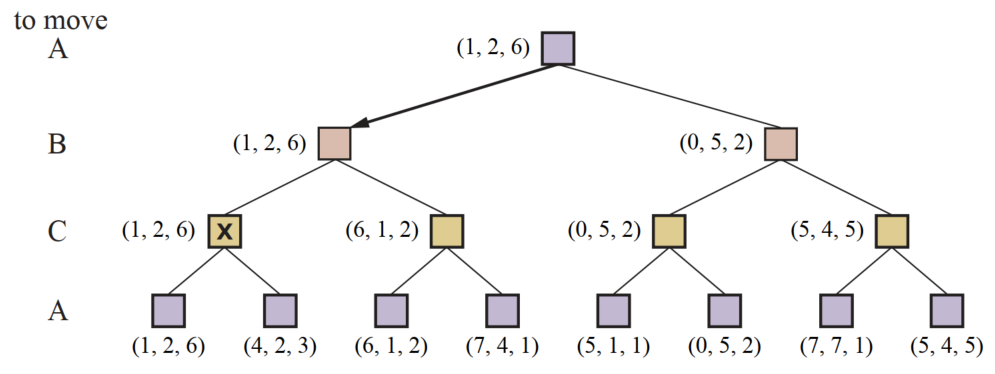 to move
A (1, 2, 6)
B (1, 2, 6) (0, 5, 2)
C (1, 2, 6) X (6, 1, 2) (0, 5, 2) (5, 4, 5)
A
(1, 2, 6) (4, 2, 3) (6, 1, 2) (7, 4, 1) (5, 1, 1) (0, 5, 2) (7, 7, 1) (5, 4, 5)